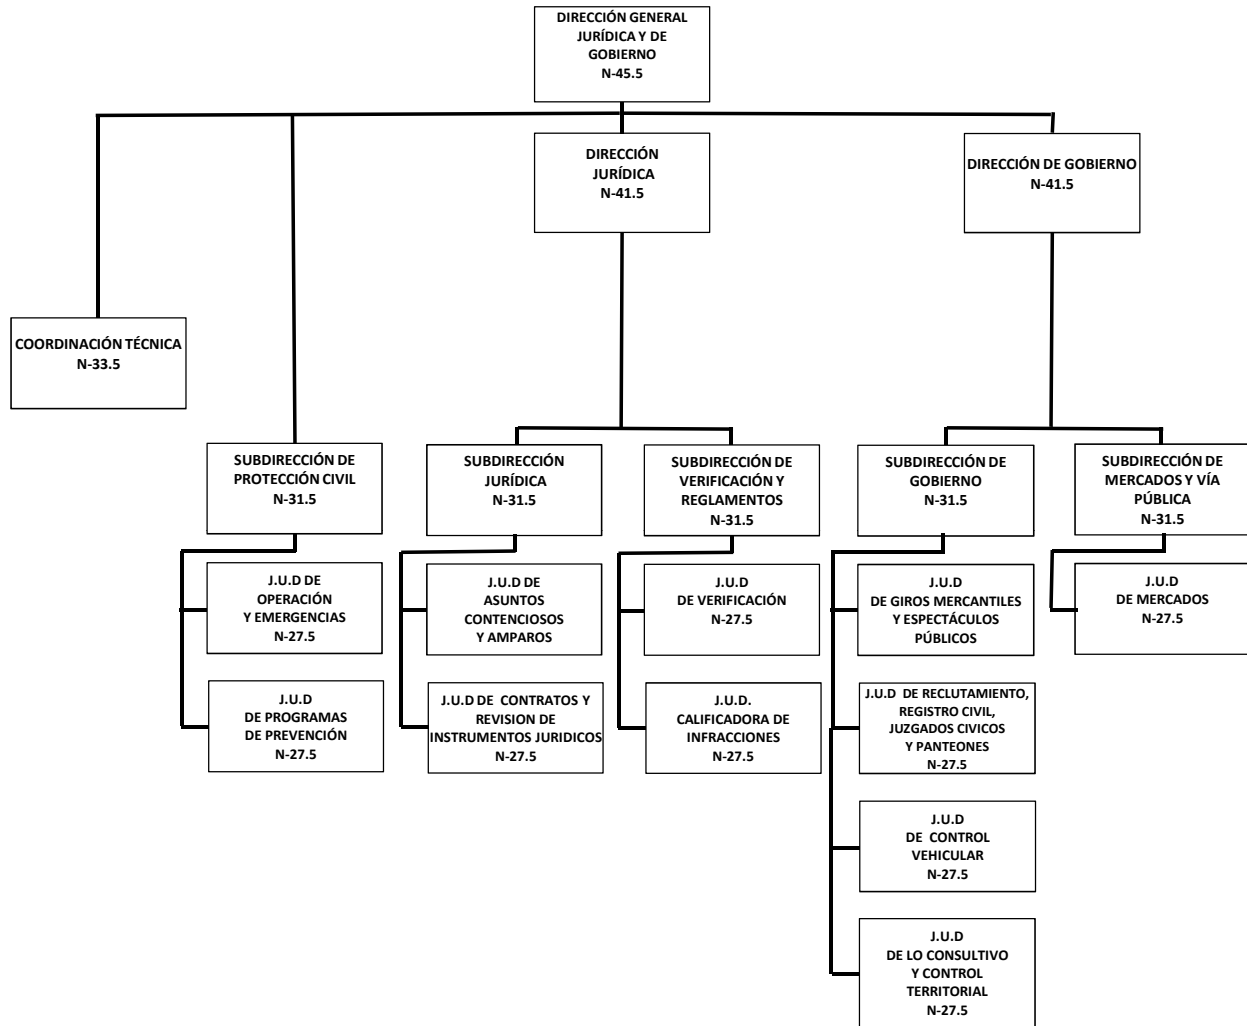 DIRECCIÓN GENERAL
JURÍDICA Y DE
GOBIERNO
N-45.5
DIRECCIÓN
JURÍDICA
N-41.5
DIRECCIÓN DE GOBIERNO
N-41.5
COORDINACIÓN TÉCNICA
N-33.5
SUBDIRECCIÓN DE
PROTECCIÓN CIVIL
N-31.5
SUBDIRECCIÓN
JURÍDICA
N-31.5
SUBDIRECCIÓN DE
VERIFICACIÓN Y
REGLAMENTOS
N-31.5
SUBDIRECCIÓN DE
GOBIERNO
N-31.5
SUBDIRECCIÓN DE
MERCADOS Y VÍA
PÚBLICA
N-31.5
J.U.D DE
OPERACIÓN
Y EMERGENCIAS
N-27.5
J.U.D DE
ASUNTOS
CONTENCIOSOS
Y AMPAROS
J.U.D
DE VERIFICACIÓN
N-27.5
J.U.D
DE GIROS MERCANTILES
Y ESPECTÁCULOS
PÚBLICOS
J.U.D
DE MERCADOS
N-27.5
J.U.D
DE PROGRAMAS
DE PREVENCIÓN
N-27.5
J.U.D DE CONTRATOS Y
REVISION DE
INSTRUMENTOS JURIDICOS
N-27.5
J.U.D.
CALIFICADORA DE
INFRACCIONES
N-27.5
J.U.D DE RECLUTAMIENTO,
REGISTRO CIVIL,
JUZGADOS CIVICOS
Y PANTEONES
N-27.5
J.U.D
DE CONTROL
VEHICULAR
N-27.5
J.U.D
DE LO CONSULTIVO
Y CONTROL
TERRITORIAL
N-27.5